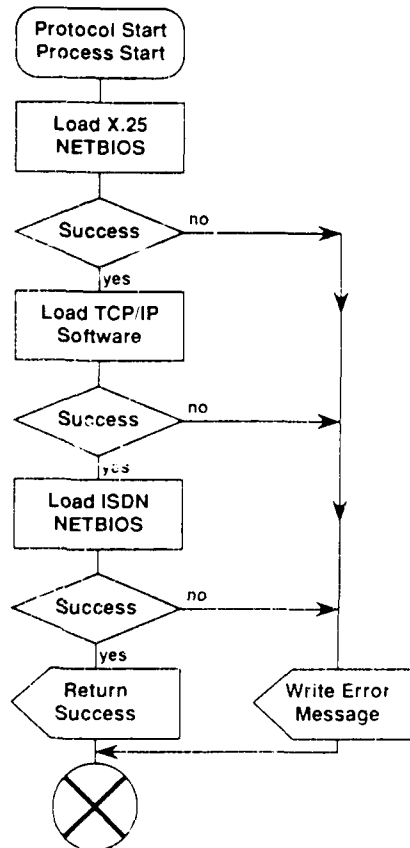 Protocol Start
Process Start
Load X.25
NETBIOS
Success
no
yes
Load TCP/IP
Software
Success
no
yes
Load ISDN
NETBIOS
Success
no
yes
Return
Success
Write Error
Message